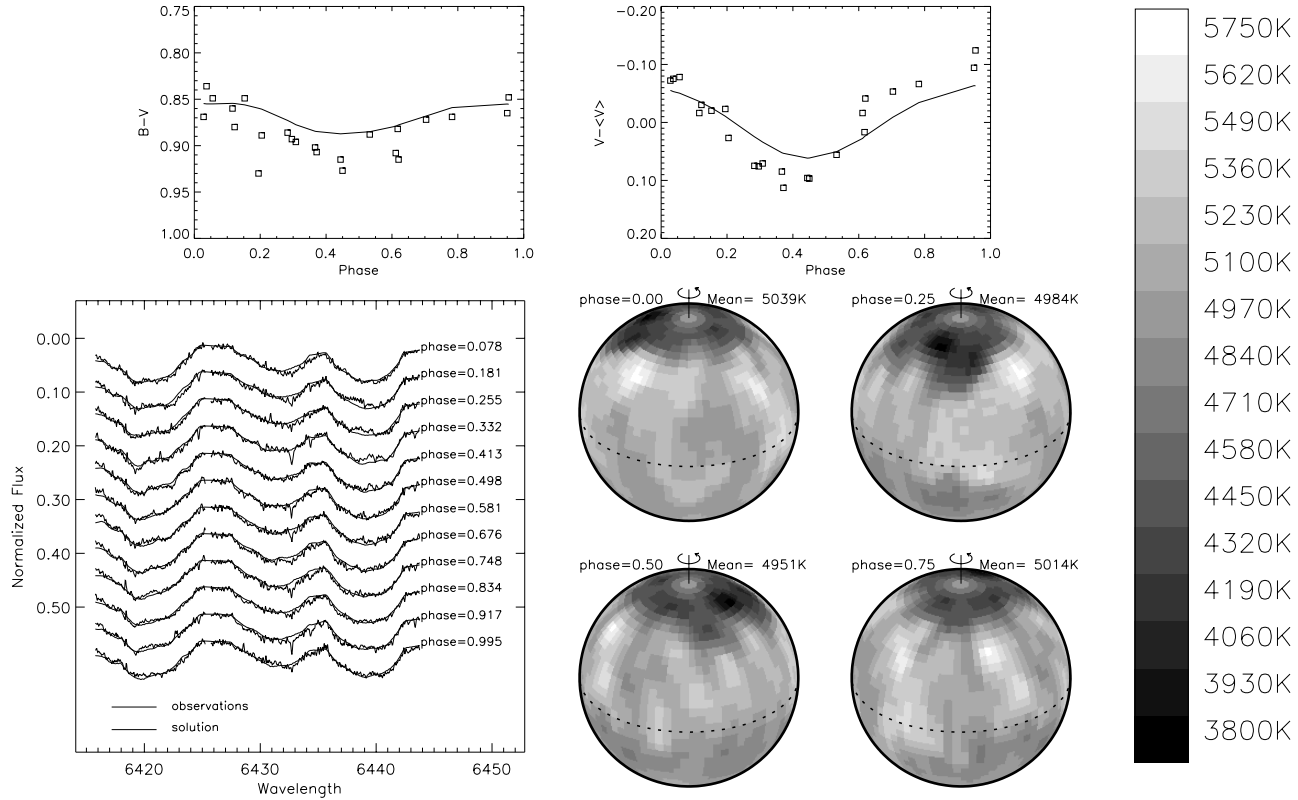 0.75
0.80
0.85
0.90
0.95
1.00
B-V
0.0
0.2
0.4
0.6
0.8
1.0
Phase
-0.20
-0.10
0.00
0.10
0.20
V-<V>
0.0
0.2
0.4
0.6
0.8
1.0
Phase
0.00
0.10
0.20
0.30
0.40
0.50
Normalized Flux
phase=0.078
phase=0.181
phase=0.255
phase=0.332
phase=0.413
phase=0.498
phase=0.581
phase=0.676
phase=0.748
phase=0.834
phase=0.917
phase=0.995
observations
solution
6420
6430
6440
6450
Wavelength
phase=0.00 Mean= 5039K
phase=0.25 Mean= 4984K
phase=0.50 Mean= 4951K
phase=0.75 Mean= 5014K
5750K
5620K
5490K
5360K
5230K
5100K
4970K
4840K
4710K
4580K
4450K
4320K
4190K
4060K
3930K
3800K